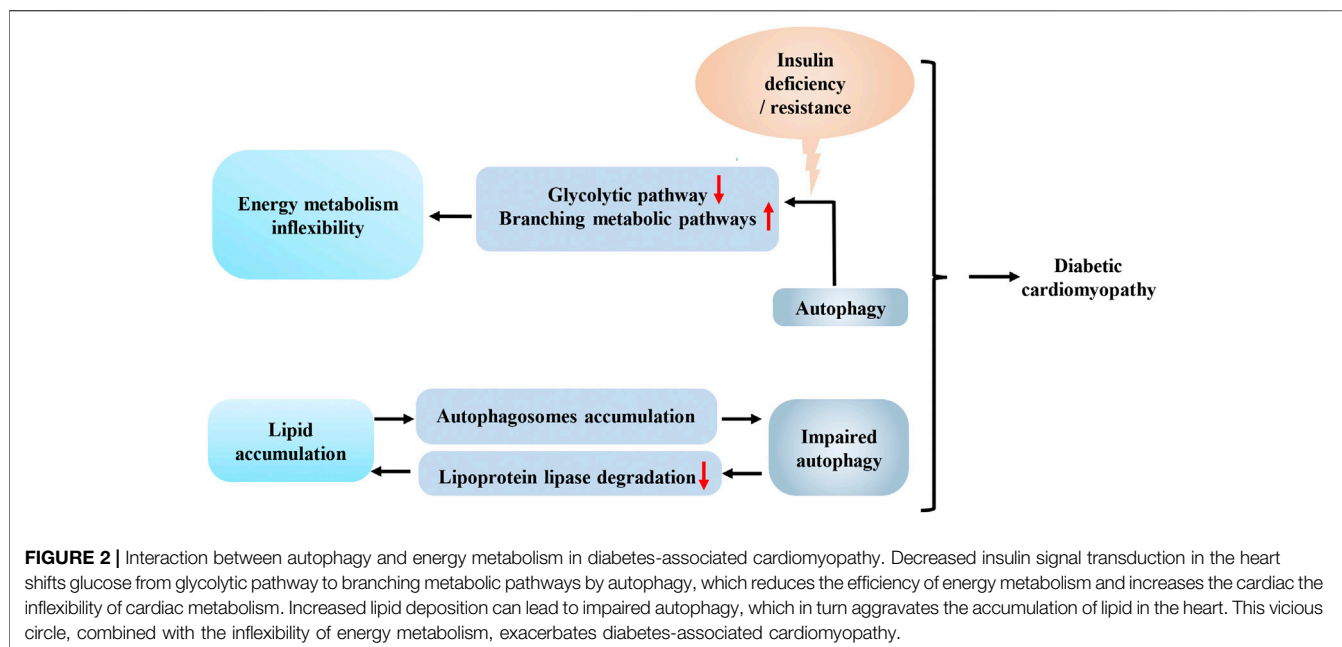 Insulin
deficiency
/ resistance
Energy metabolism
inflexibility
Glycolytic pathway
Branching metabolic pathways
Autophagy
Diabetic
cardiomyopathy
Lipid
accumulation
Autophagosomes accumulation
Lipoprotein lipase degradation
Impaired
autophagy
FIGURE 2 | Interaction between autophagy and energy metabolism in diabetes-associated cardiomyopathy. Decreased insulin signal transduction in the heart
shifts glucose from glycolytic pathway to branching metabolic pathways by autophagy, which reduces the efficiency of energy metabolism and increases the cardiac the
inflexibility of cardiac metabolism. Increased lipid deposition can lead to impaired autophagy, which in turn aggravates the accumulation of lipid in the heart. This vicious
circle, combined with the inflexibility of energy metabolism, exacerbates diabetes-associated cardiomyopathy.